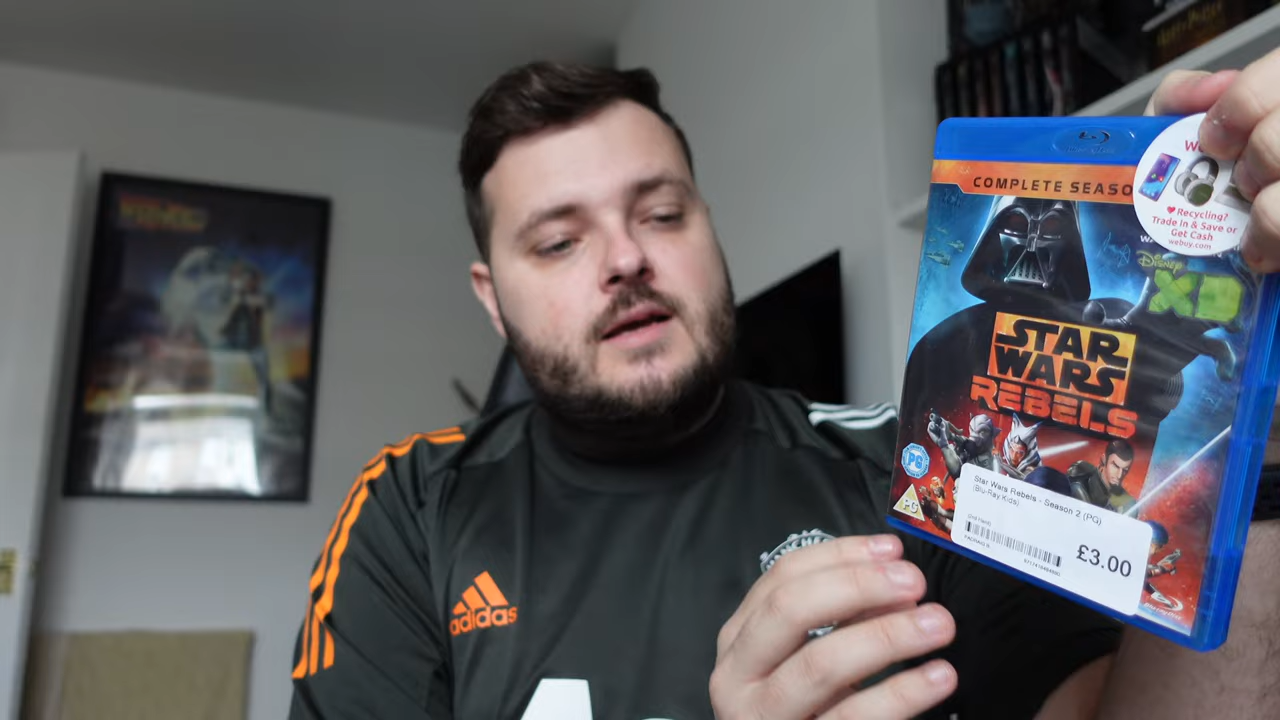 COMPLETE SEASO
♥ Recycling?
Trade In & Save or
Get Cash
webuy.com
Disney
XD
STAR
WARS
REBELS
PG
PG
Star Wars Rebels - Season 2 (PG)
(Blu-Ray,Kids)
£3.00
adidas